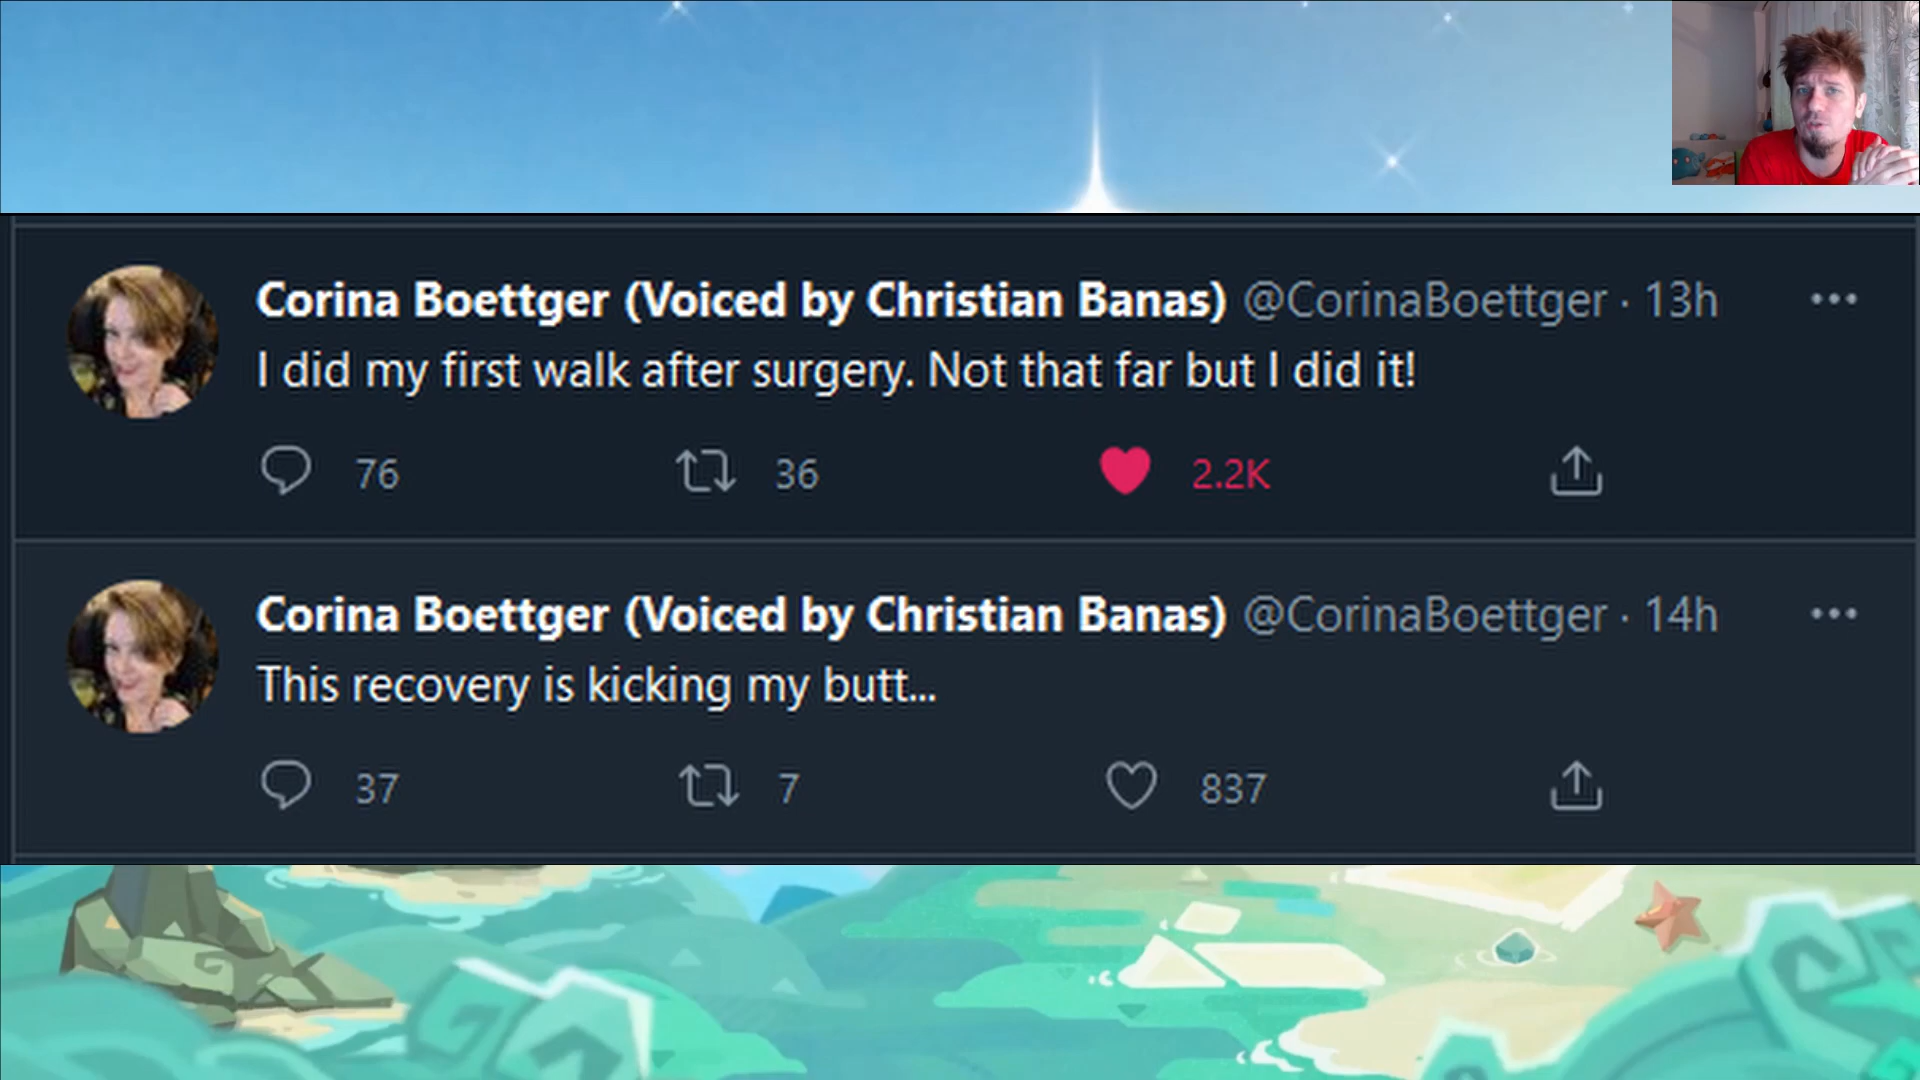 Corina Boettger (Voiced by Christian Banas) @CorinaBoettger · 13h
I did my first walk after surgery. Not that far but I did it!
76 36 2.2K
Corina Boettger (Voiced by Christian Banas) @CorinaBoettger · 14h
This recovery is kicking my butt...
37 7 837